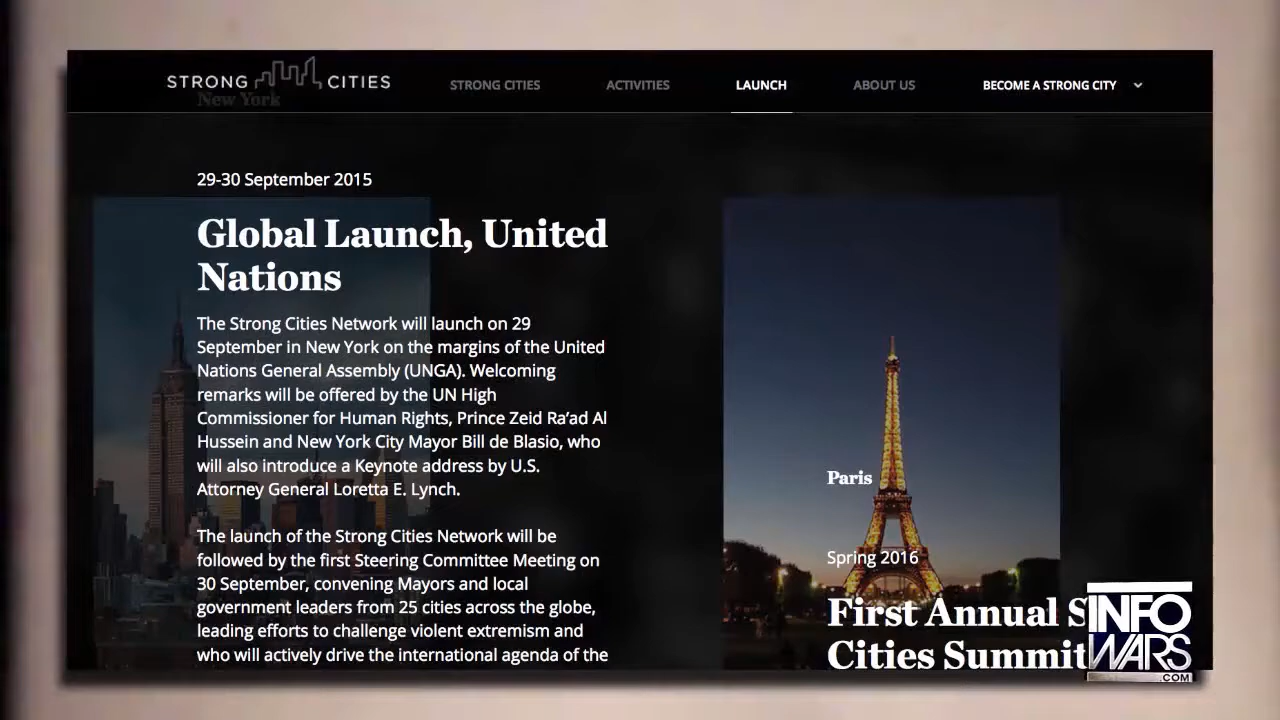 STRONG CITIES
STRONG CITIES
ACTIVITIES
LAUNCH
ABOUT US
BECOME A STRONG CITY
New York
29-30 September 2015
Global Launch, United
Nations
The Strong Cities Network will launch on 29
September in New York on the margins of the United
Nations General Assembly (UNGA). Welcoming
remarks will be offered by the UN High
Commissioner for Human Rights, Prince Zeid Ra’ad Al
Hussein and New York City Mayor Bill de Blasio, who
will also introduce a Keynote address by U.S.
Attorney General Loretta E. Lynch.
The launch of the Strong Cities Network will be
followed by the first Steering Committee Meeting on
30 September, convening Mayors and local
government leaders from 25 cities across the globe,
leading efforts to challenge violent extremism and
who will actively drive the international agenda of the
Paris
Spring 2016
First Annual S
Cities Summit
INFO
WARS
.COM